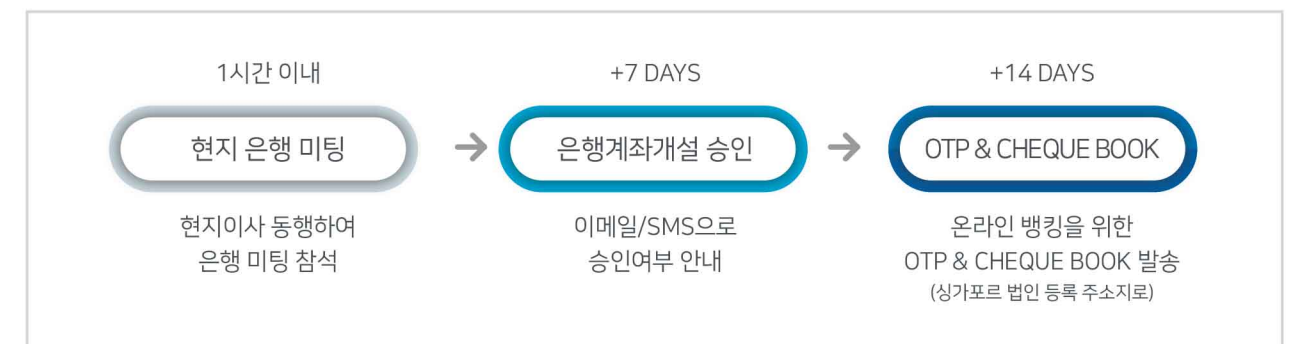 1시간 이내
현지 은행 미팅
현지이사 동행하여
은행 미팅 참석
+7 DAYS
은행계좌개설 승인
이메일/SMS으로
승인여부 안내
+14 DAYS
OTP & CHEQUE BOOK
온라인 뱅킹을 위한
OTP & CHEQUE BOOK 발송
(싱가포르 법인 등록 주소지로)